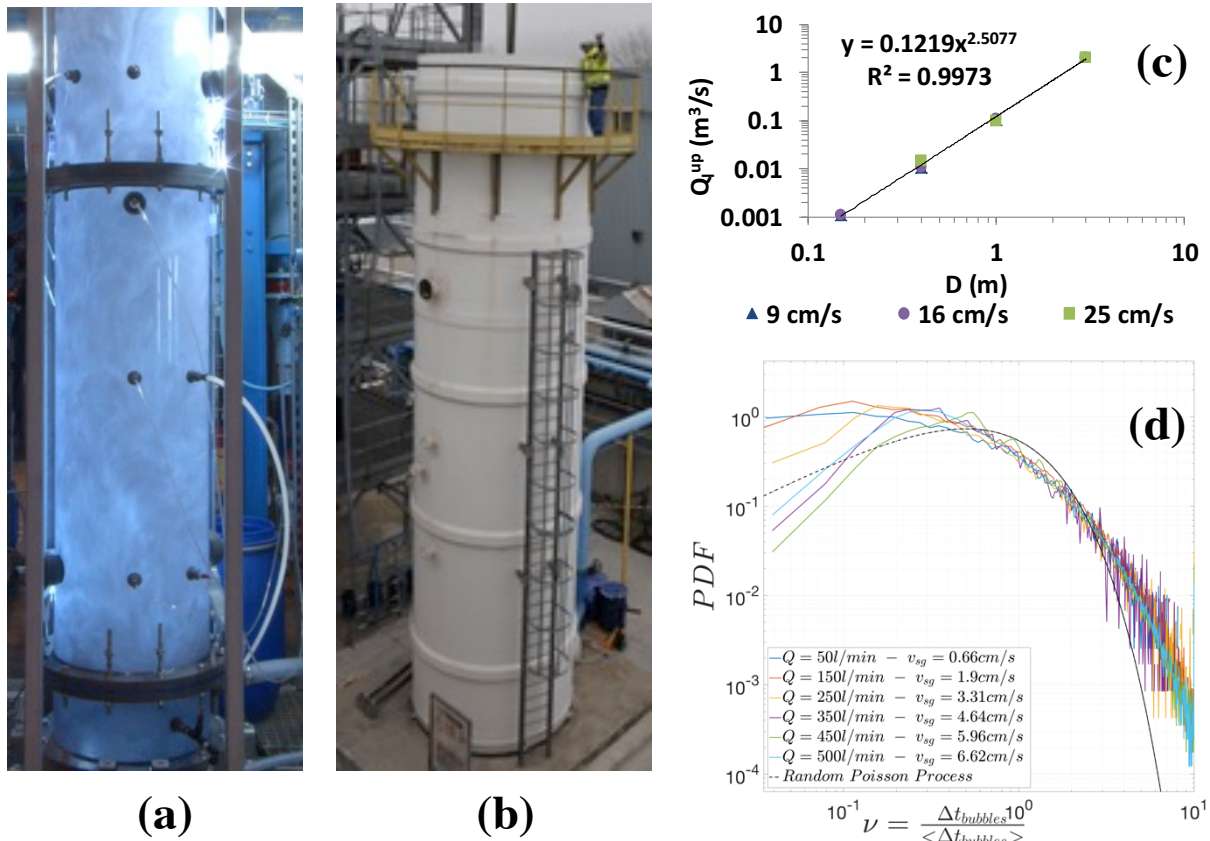 (a)
(b)
y = 0.1219x^2.5077
R² = 0.9973
(c)
Q_l^up (m³/s)
10
1
0.1
0.01
0.001
0.1 1 10
D (m)
9 cm/s 16 cm/s 25 cm/s
(d)
PDF
10^0
10^-1
10^-2
10^-3
10^-4
Q = 50l/min − v_sg = 0.66cm/s
Q = 150l/min − v_sg = 1.9cm/s
Q = 250l/min − v_sg = 3.31cm/s
Q = 350l/min − v_sg = 4.64cm/s
Q = 450l/min − v_sg = 5.96cm/s
Q = 500l/min − v_sg = 6.62cm/s
Random Poisson Process
10^-1 10^0 10^1
ν = Δt_bubbles / <Δt_bubbles>